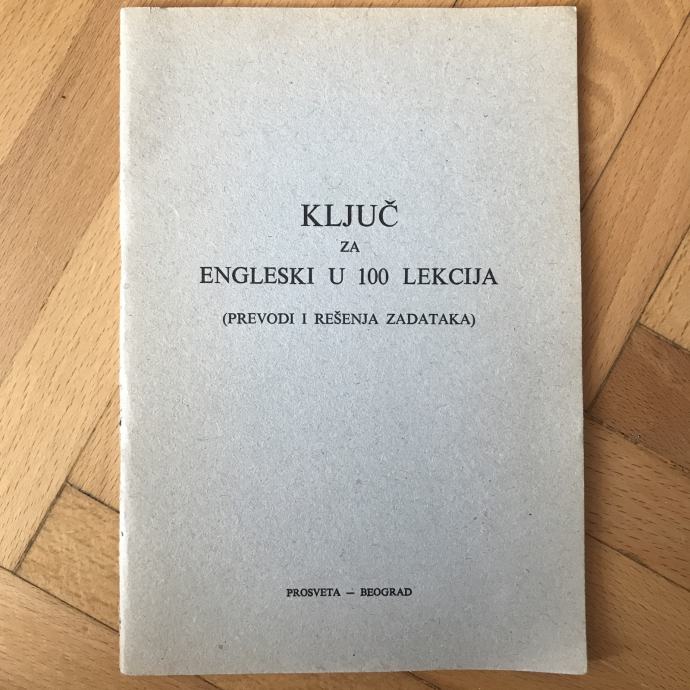 KLJUČ
ZA
ENGLESKI U 100 LEKCIJA
(PREVODI I REŠENJA ZADATAKA)
PROSVETA — BEOGRAD